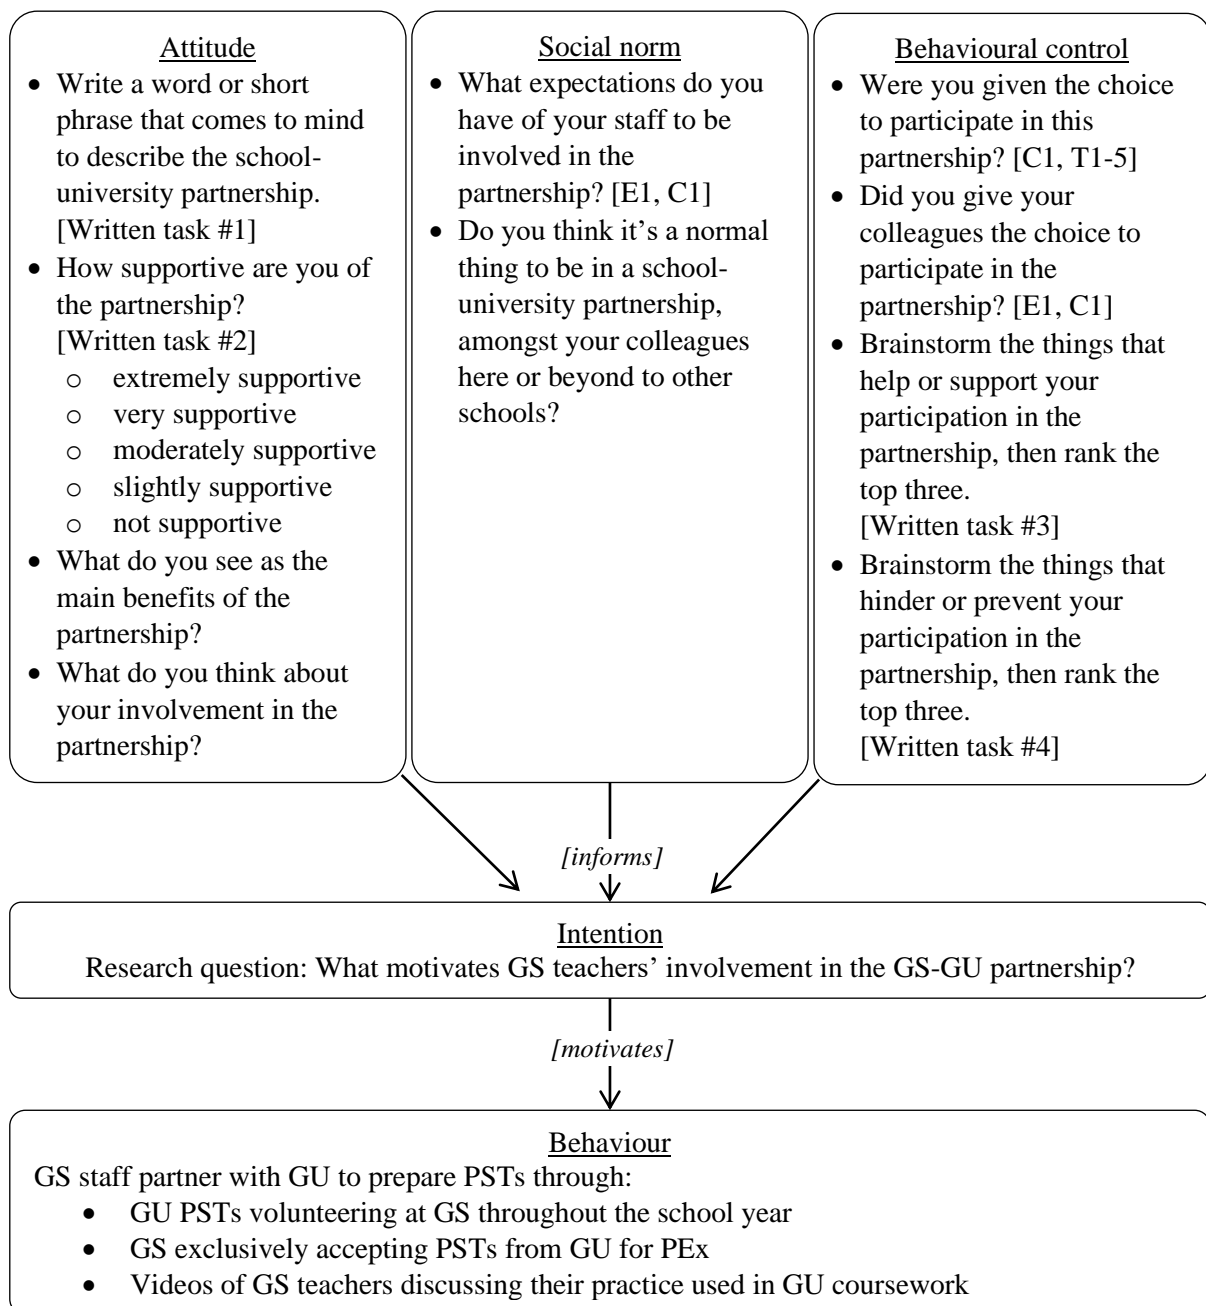 Attitude
• Write a word or short
phrase that comes to mind
to describe the school-
university partnership.
[Written task #1]
• How supportive are you of
the partnership?
[Written task #2]
o extremely supportive
o very supportive
o moderately supportive
o slightly supportive
o not supportive
• What do you see as the
main benefits of the
partnership?
• What do you think about
your involvement in the
partnership?
Social norm
• What expectations do you
have of your staff to be
involved in the
partnership? [E1, C1]
• Do you think it’s a normal
thing to be in a school-
university partnership,
amongst your colleagues
here or beyond to other
schools?
Behavioural control
• Were you given the choice
to participate in this
partnership? [C1, T1-5]
• Did you give your
colleagues the choice to
participate in the
partnership? [E1, C1]
• Brainstorm the things that
help or support your
participation in the
partnership, then rank the
top three.
[Written task #3]
• Brainstorm the things that
hinder or prevent your
participation in the
partnership, then rank the
top three.
[Written task #4]
[informs]
Intention
Research question: What motivates GS teachers’ involvement in the GS-GU partnership?
[motivates]
Behaviour
GS staff partner with GU to prepare PSTs through:
• GU PSTs volunteering at GS throughout the school year
• GS exclusively accepting PSTs from GU for PEx
• Videos of GS teachers discussing their practice used in GU coursework